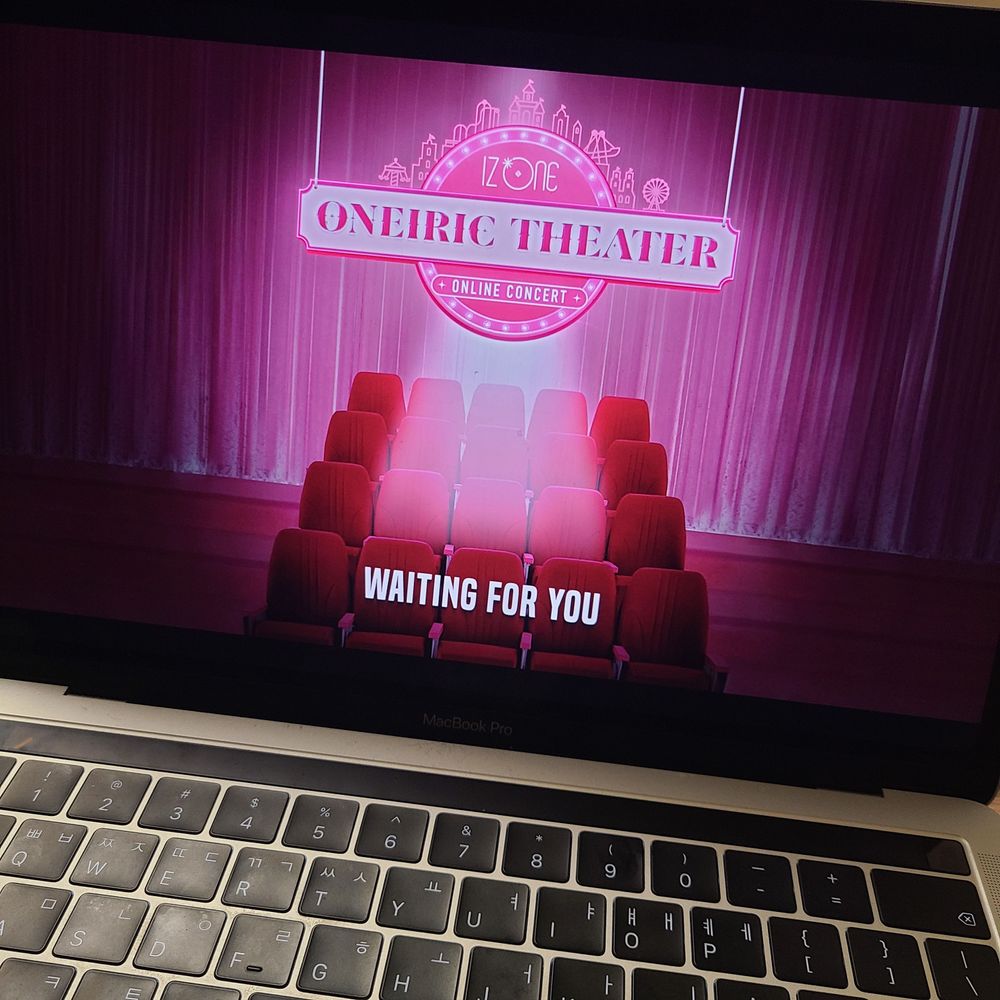 IZ*ONE
ONEIRIC THEATER
ONLINE CONCERT
WAITING FOR YOU
MacBook Pro
! @ # $ % ^ & * ( ) - +
1 2 3 4 5 6 7 8 9 0 - =
ㅃ ㅂ ㅉ ㅈ ㄸ ㄷ ㄲ ㄱ ㅆ ㅅ ㅛ ㅕ ㅑ ㅒ ㅐ ㅖ ㅔ { }
Q W E R T Y U I O P [ ]
ㅁ ㄴ ㅇ ㄹ ㅎ ㅗ ㅓ ㅏ ㅣ
A S D F G H J K L
ㅋ ㅌ